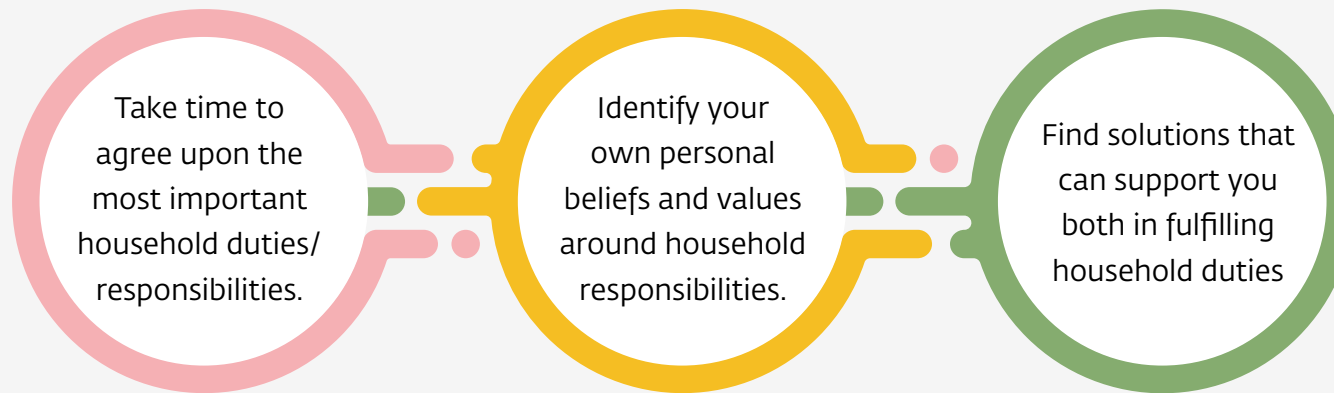 Take time to
agree upon the
most important
household duties/
responsibilities.
Identify your
own personal
beliefs and values
around household
responsibilities.
Find solutions that
can support you
both in fulfilling
household duties